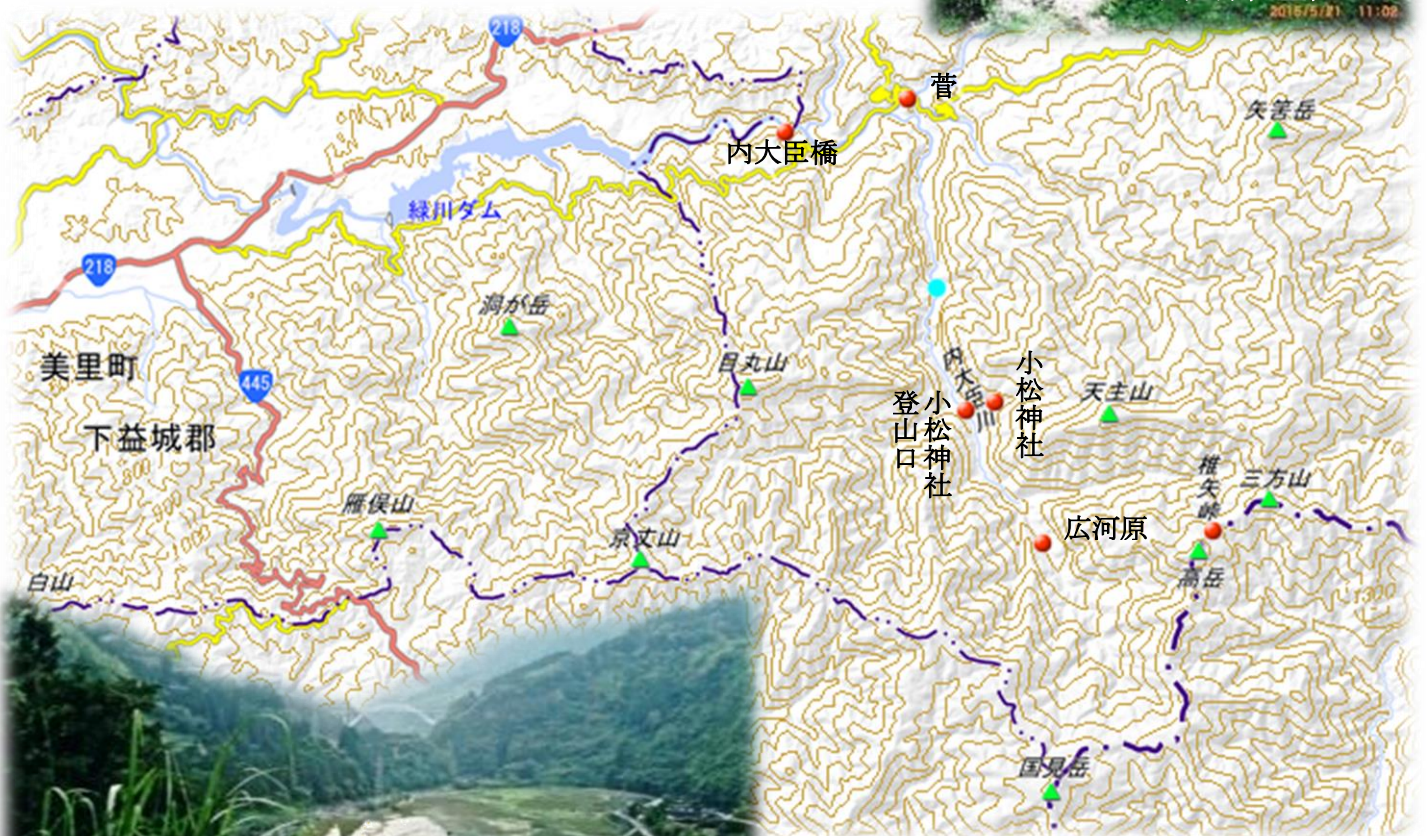 2015/5/21 11:02
218
菅
矢筈岳
内大臣橋
緑川ダム
218
洞が岳
美里町
445
目丸山
内大臣川
小松神社
天主山
小松神社
登山口
下益城郡
雁俣山
椎矢峠
三方山
京丈山
広河原
高岳
白山
国見岳
1000
1300